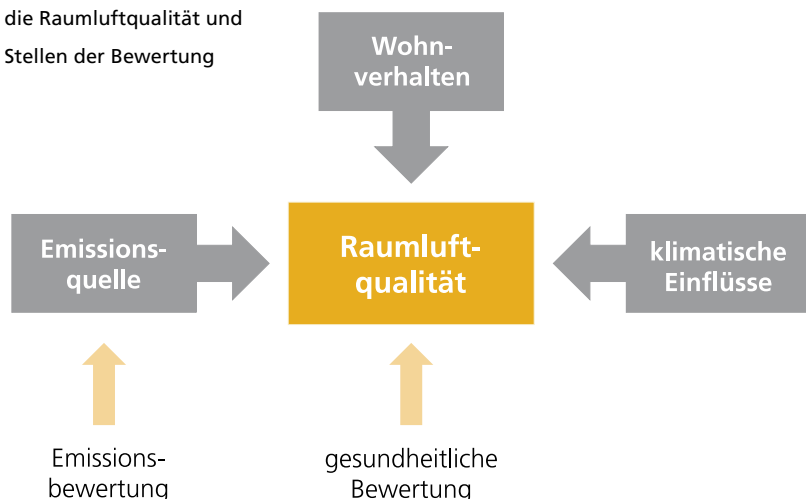 die Raumluftqualität und
Stellen der Bewertung
Wohn-
verhalten
Emissions-
quelle
Raumluft-
qualität
klimatische
Einflüsse
Emissions-
bewertung
gesundheitliche
Bewertung